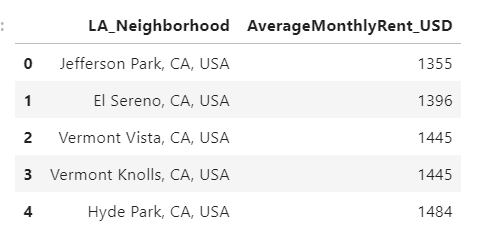 : LA_Neighborhood AverageMonthlyRent_USD
0 Jefferson Park, CA, USA 1355
1 El Sereno, CA, USA 1396
2 Vermont Vista, CA, USA 1445
3 Vermont Knolls, CA, USA 1445
4 Hyde Park, CA, USA 1484